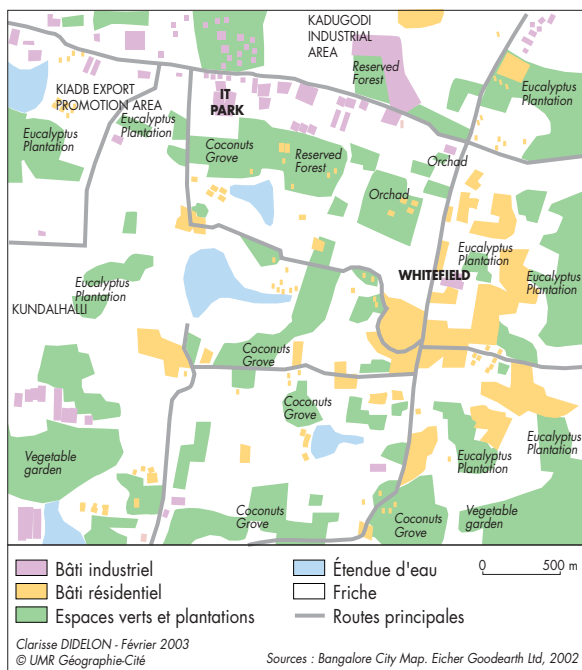 KADUGODI
INDUSTRIAL
AREA
Reserved
Forest
KIADB EXPORT
PROMOTION AREA
IT
PARK
Eucalyptus
Plantation
Eucalyptus
Plantation
Eucalyptus
Plantation
Coconuts
Grove
Reserved
Forest
Orchad
Orchad
Eucalyptus
Plantation
WHITEFIELD
Eucalyptus
Plantation
Eucalyptus
Plantation
KUNDALHALLI
Coconuts
Grove
Coconuts
Grove
Vegetable
garden
Eucalyptus
Plantation
Eucalyptus
Plantation
Coconuts
Grove
Coconuts
Grove
Vegetable
garden
Bâti industriel
Bâti résidentiel
Espaces verts et plantations
Étendue d'eau
Friche
Routes principales
0 500 m
Clarisse DIDELON - Février 2003
© UMR Géographie-Cité
Sources : Bangalore City Map. Eicher Goodearth Ltd, 2002